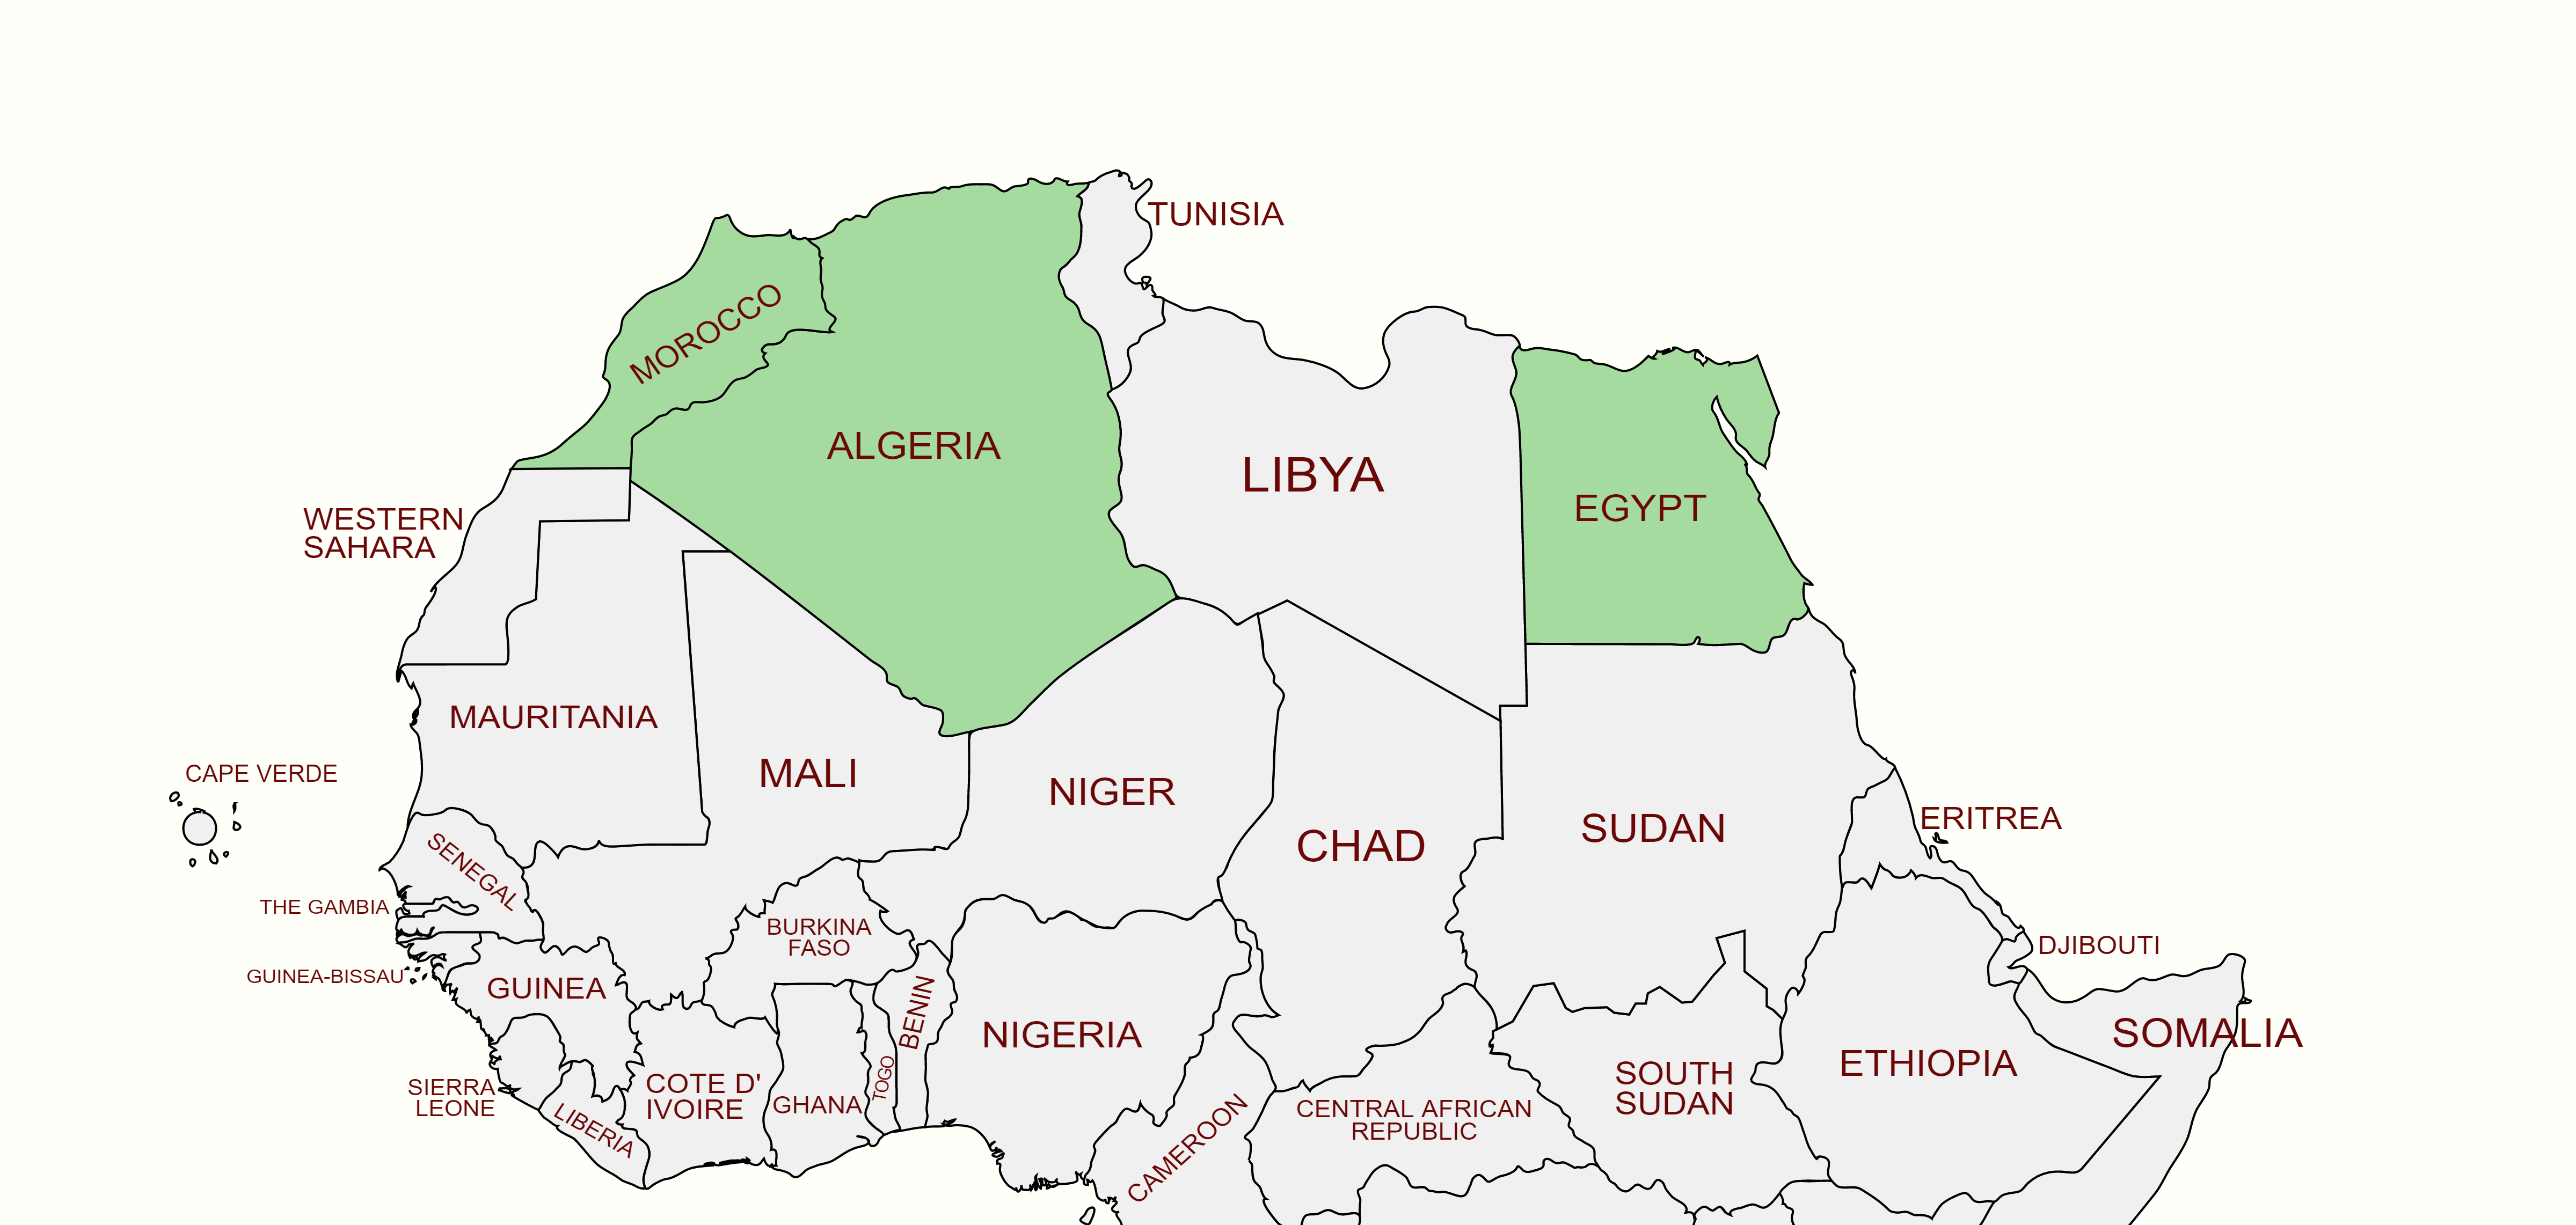 TUNISIA
MOROCCO
ALGERIA
LIBYA
EGYPT
WESTERN
SAHARA
MAURITANIA
MALI
NIGER
CHAD
SUDAN
CAPE VERDE
ERITREA
SENEGAL
THE GAMBIA
BURKINA
FASO
DJIBOUTI
GUINEA-BISSAU
GUINEA
BENIN
NIGERIA
SOMALIA
ETHIOPIA
SOUTH
SUDAN
SIERRA
LEONE
COTE D'
IVOIRE
GHANA
TOGO
LIBERIA
CENTRAL AFRICAN
REPUBLIC
CAMEROON